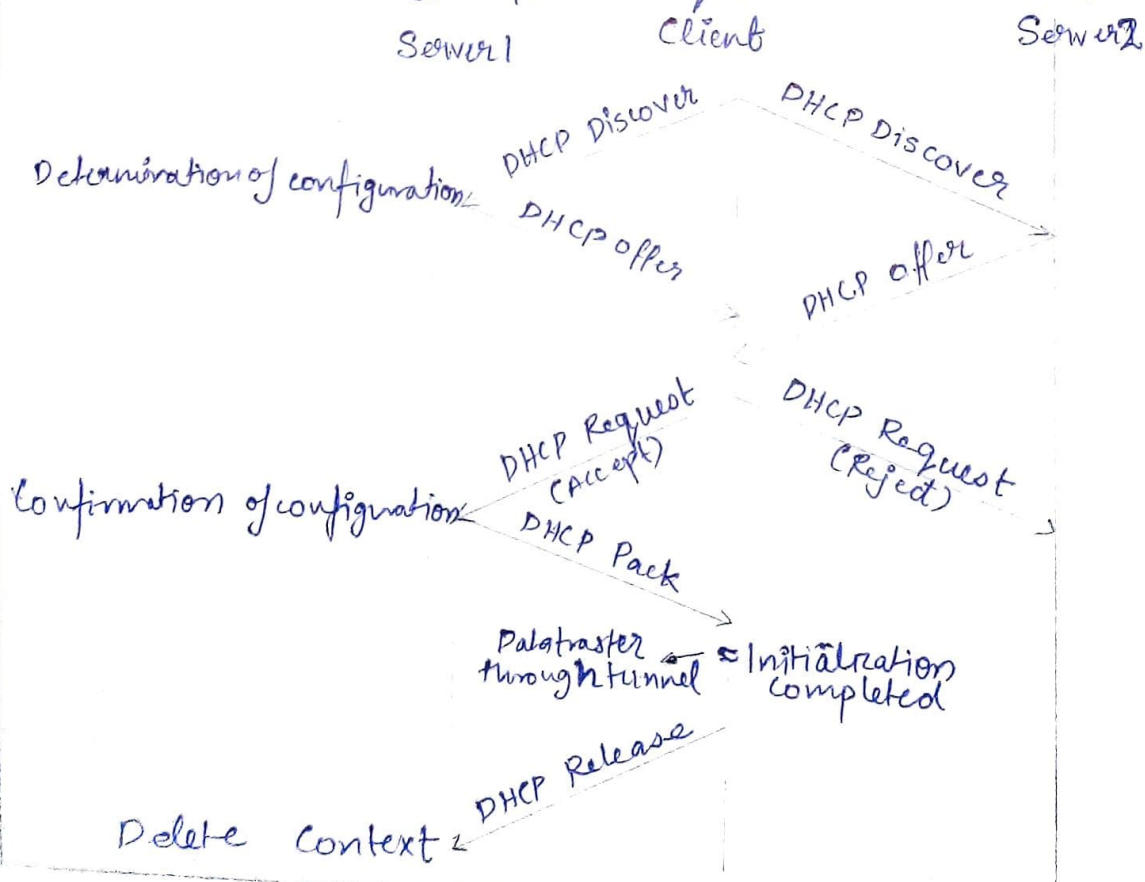 Server1 Client Server2
DHCP Discover DHCP Discover
Determination of configuration
DHCP offer DHCP offer
DHCP Request DHCP Request
(Accept) (Reject)
Confirmation of configuration
DHCP Pack
Datatraster Initialization
through tunnel completed
DHCP Release
Delete Context